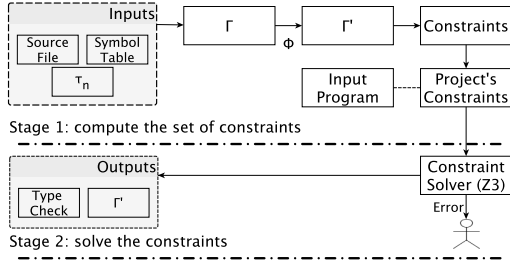 Inputs
Source
File
Symbol
Table
τn
Γ
Φ
Γ'
Constraints
Input
Program
Project's
Constraints
Stage 1: compute the set of constraints
Outputs
Type
Check
Γ'
Constraint
Solver (Z3)
Error
Stage 2: solve the constraints